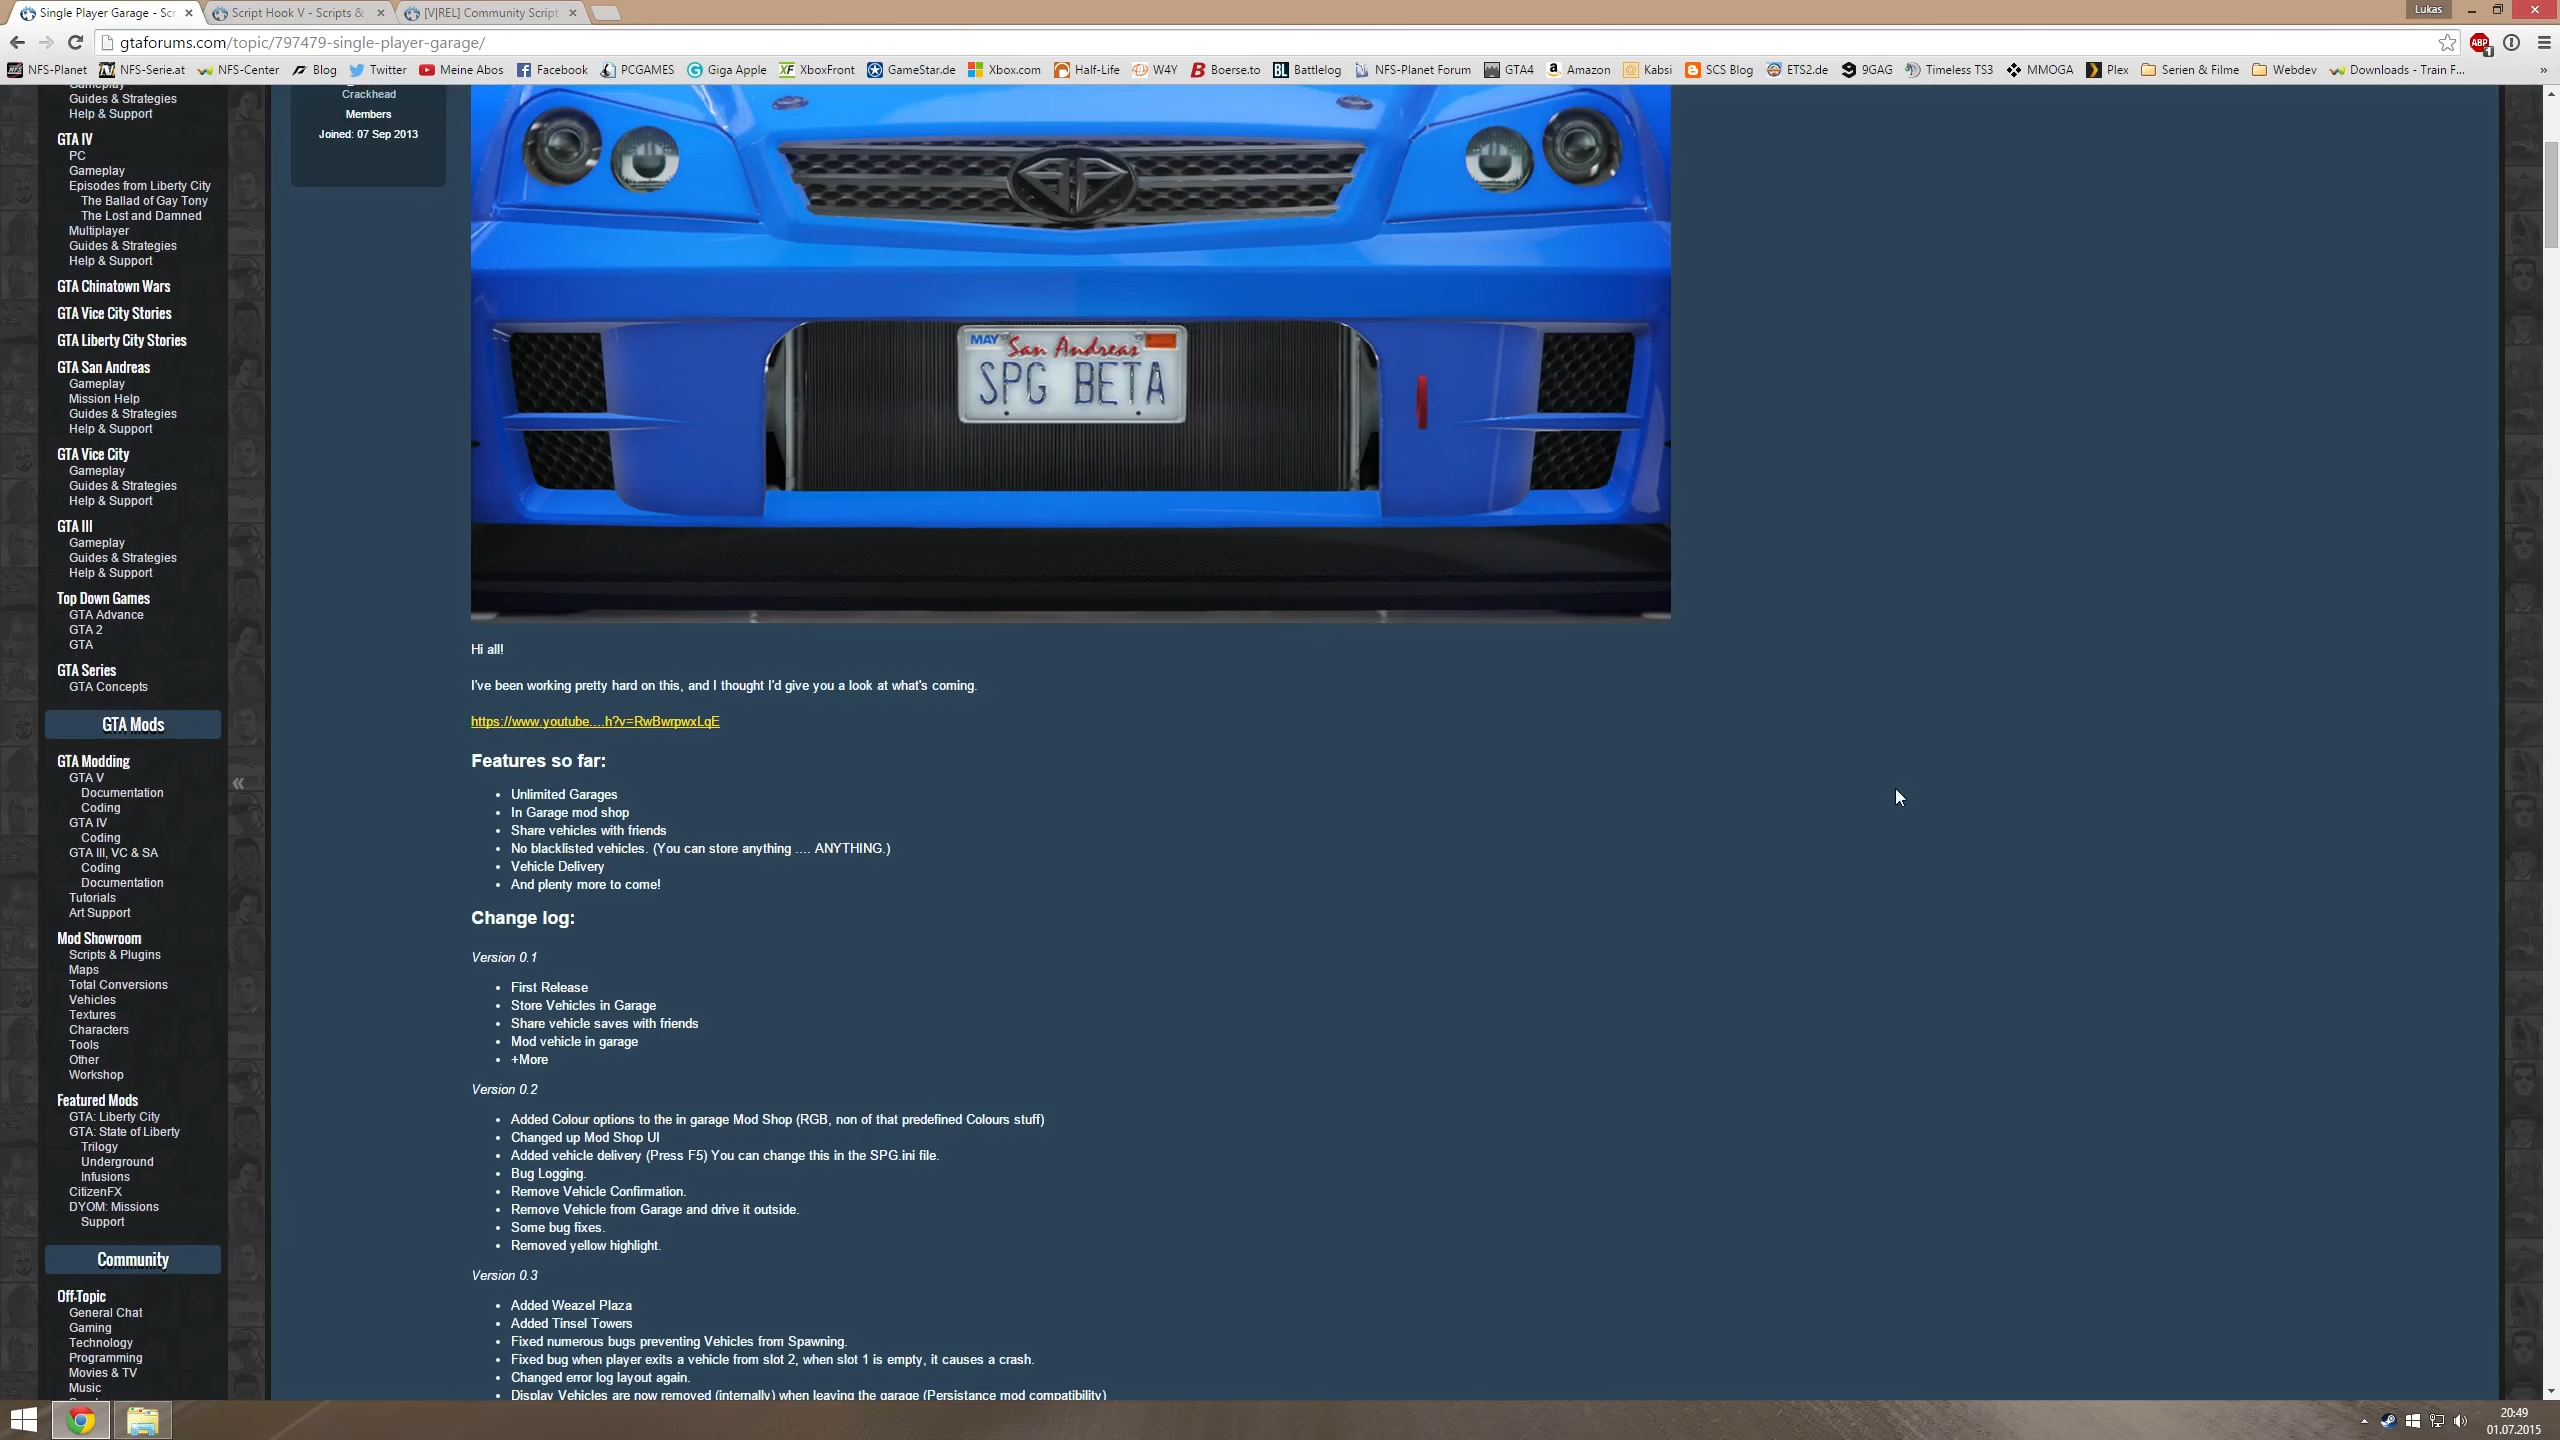 Single Player Garage - Scr
Script Hook V - Scripts &
[V|REL] Community Script
Lukas
gtaforums.com/topic/797479-single-player-garage/
ABP
1
NFS-Planet
NFS-Serie.at
NFS-Center
Blog
Twitter
Meine Abos
Facebook
PCGAMES
Giga Apple
XboxFront
GameStar.de
Xbox.com
Half-Life
W4Y
Boerse.to
Battlelog
NFS-Planet Forum
GTA4
Amazon
Kabsi
SCS Blog
ETS2.de
9GAG
Timeless TS3
MMOGA
Plex
Serien & Filme
Webdev
Downloads - Train F...
»
Gameplay
Guides & Strategies
Help & Support
GTA IV
PC
Gameplay
Episodes from Liberty City
The Ballad of Gay Tony
The Lost and Damned
Multiplayer
Guides & Strategies
Help & Support
GTA Chinatown Wars
GTA Vice City Stories
GTA Liberty City Stories
GTA San Andreas
Gameplay
Mission Help
Guides & Strategies
Help & Support
GTA Vice City
Gameplay
Guides & Strategies
Help & Support
GTA III
Gameplay
Guides & Strategies
Help & Support
Top Down Games
GTA Advance
GTA 2
GTA
GTA Series
GTA Concepts
GTA Mods
GTA Modding
GTA V
Documentation
Coding
GTA IV
Coding
GTA III, VC & SA
Coding
Documentation
Tutorials
Art Support
Mod Showroom
Scripts & Plugins
Maps
Total Conversions
Vehicles
Textures
Characters
Tools
Other
Workshop
Featured Mods
GTA: Liberty City
GTA: State of Liberty
Trilogy
Underground
Infusions
CitizenFX
DYOM: Missions
Support
Community
Off-Topic
General Chat
Gaming
Technology
Programming
Movies & TV
Music
«
Crackhead
Members
Joined: 07 Sep 2013
MAY San Andreas
SPG BETA
Hi all!
I've been working pretty hard on this, and I thought I'd give you a look at what's coming.
https://www.youtube....h?v=RwBwrpwxLqE
Features so far:
• Unlimited Garages
• In Garage mod shop
• Share vehicles with friends
• No blacklisted vehicles. (You can store anything .... ANYTHING.)
• Vehicle Delivery
• And plenty more to come!
Change log:
Version 0.1
• First Release
• Store Vehicles in Garage
• Share vehicle saves with friends
• Mod vehicle in garage
• +More
Version 0.2
• Added Colour options to the in garage Mod Shop (RGB, non of that predefined Colours stuff)
• Changed up Mod Shop UI
• Added vehicle delivery (Press F5) You can change this in the SPG.ini file.
• Bug Logging.
• Remove Vehicle Confirmation.
• Remove Vehicle from Garage and drive it outside.
• Some bug fixes.
• Removed yellow highlight.
Version 0.3
• Added Weazel Plaza
• Added Tinsel Towers
• Fixed numerous bugs preventing Vehicles from Spawning.
• Fixed bug when player exits a vehicle from slot 2, when slot 1 is empty, it causes a crash.
• Changed error log layout again.
• Display Vehicles are now removed (internally) when leaving the garage (Persistance mod compatibility)
20:49
01.07.2015